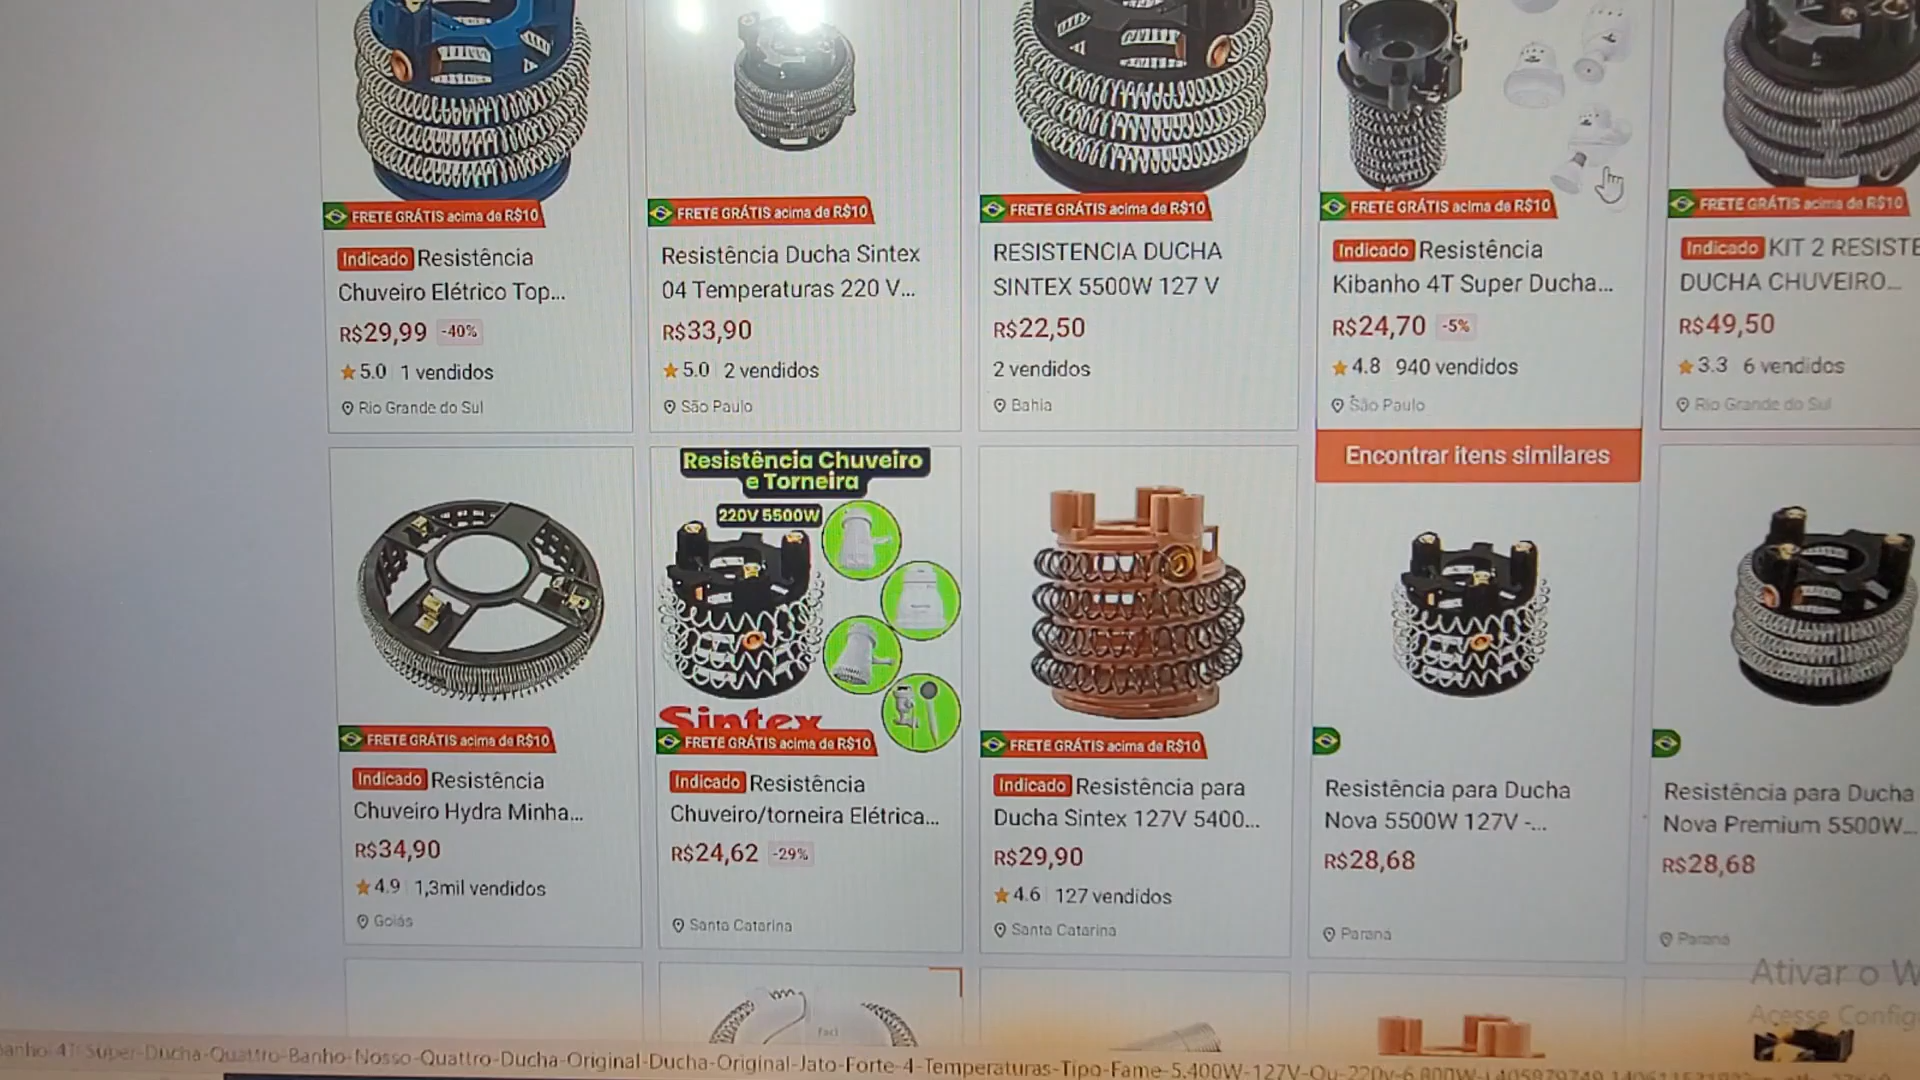 FRETE GRÁTIS acima de R$10
Indicado Resistência
Chuveiro Elétrico Top...
R$29,99 -40%
5.0 1 vendidos
Rio Grande do Sul
FRETE GRÁTIS acima de R$10
Resistência Ducha Sintex
04 Temperaturas 220 V...
R$33,90
5.0 2 vendidos
São Paulo
FRETE GRÁTIS acima de R$10
RESISTENCIA DUCHA
SINTEX 5500W 127 V
R$22,50
2 vendidos
Bahia
FRETE GRÁTIS acima de R$10
Indicado Resistência
Kibanho 4T Super Ducha...
R$24,70 -5%
4.8 940 vendidos
São Paulo
Encontrar itens similares
FRETE GRÁTIS acima de R$10
Indicado KIT 2 RESISTE
DUCHA CHUVEIRO...
R$49,50
3.3 6 vendidos
Rio Grande do Sul
FRETE GRÁTIS acima de R$10
Indicado Resistência
Chuveiro Hydra Minha...
R$34,90
4.9 1,3mil vendidos
Goiás
Resistência Chuveiro
e Torneira
220V 5500W
Sintex
FRETE GRÁTIS acima de R$10
Indicado Resistência
Chuveiro/torneira Elétrica...
R$24,62 -29%
Santa Catarina
FRETE GRÁTIS acima de R$10
Indicado Resistência para
Ducha Sintex 127V 5400...
R$29,90
4.6 127 vendidos
Santa Catarina
Resistência para Ducha
Nova 5500W 127V -...
R$28,68
Paraná
Resistência para Ducha
Nova Premium 5500W...
R$28,68
Paraná
Ativar o W
Acesse Config
anho-4T-Super-Ducha-Quattro-Banho-Nosso-Quattro-Ducha-Original-Ducha-Original-Jato-Forte-4-Temperaturas-Tipo-Fame-5.400W-127V-Ou-220v-6.800W